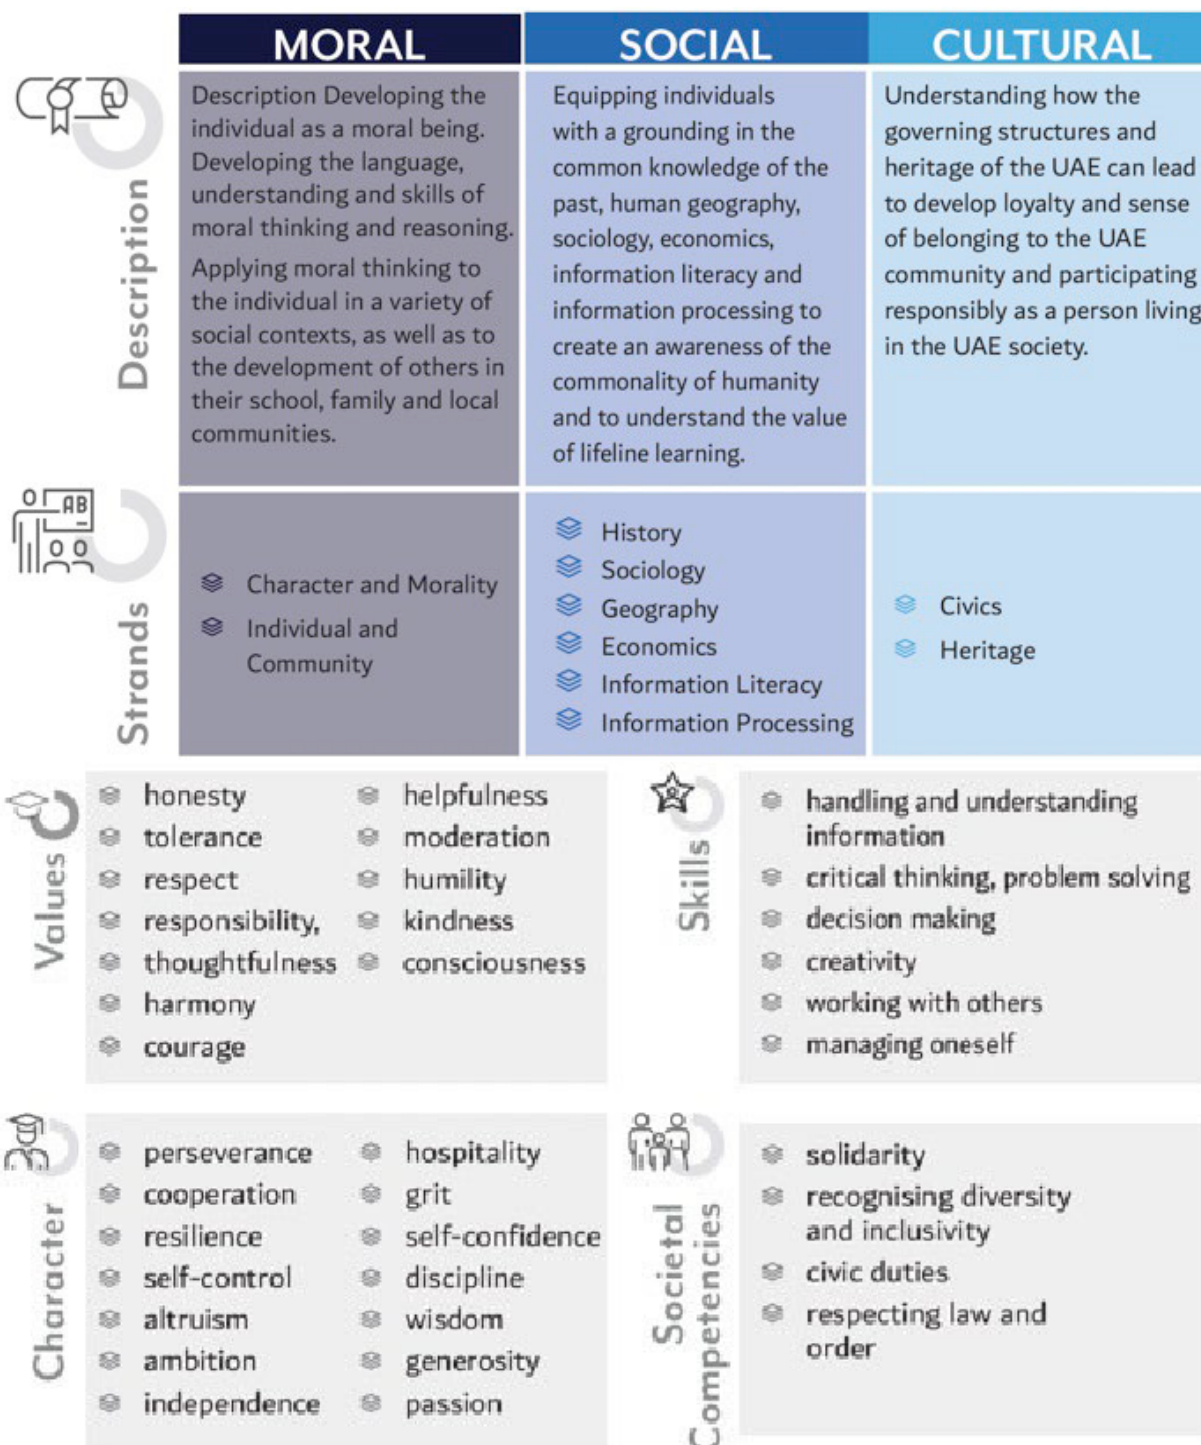 MORAL
SOCIAL
CULTURAL
Description
Description Developing the
individual as a moral being.
Developing the language,
understanding and skills of
moral thinking and reasoning.
Applying moral thinking to
the individual in a variety of
social contexts, as well as to
the development of others in
their school, family and local
communities.
Equipping individuals
with a grounding in the
common knowledge of the
past, human geography,
sociology, economics,
information literacy and
information processing to
create an awareness of the
commonality of humanity
and to understand the value
of lifeline learning.
Understanding how the
governing structures and
heritage of the UAE can lead
to develop loyalty and sense
of belonging to the UAE
community and participating
responsibly as a person living
in the UAE society.
AB
Strands
Character and Morality
Individual and
Community
History
Sociology
Geography
Economics
Information Literacy
Information Processing
Civics
Heritage
Values
honesty
tolerance
respect
responsibility,
thoughtfulness
harmony
courage
helpfulness
moderation
humility
kindness
consciousness
Skills
handling and understanding
information
critical thinking, problem solving
decision making
creativity
working with others
managing oneself
Character
perseverance
cooperation
resilience
self-control
altruism
ambition
independence
hospitality
grit
self-confidence
discipline
wisdom
generosity
passion
Societal
Competencies
solidarity
recognising diversity
and inclusivity
civic duties
respecting law and
order